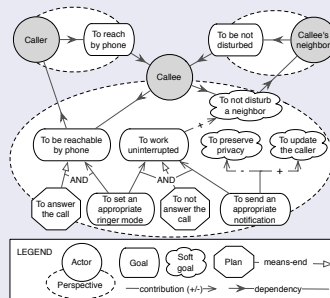 Caller
To reach
by phone
To be not
disturbed
Callee's
neighbor
Callee
To not disturb
a neighbor
+
To be reachable
by phone
To work
uninterrupted
To preserve
privacy
To update
the caller
AND
AND
- +
To answer
the call
To set an
appropriate
ringer mode
To not
answer the
call
To send an
appropriate
notification
LEGEND
Actor
Perspective
Goal
Soft
goal
Plan
means-end
contribution (+/-)
dependency